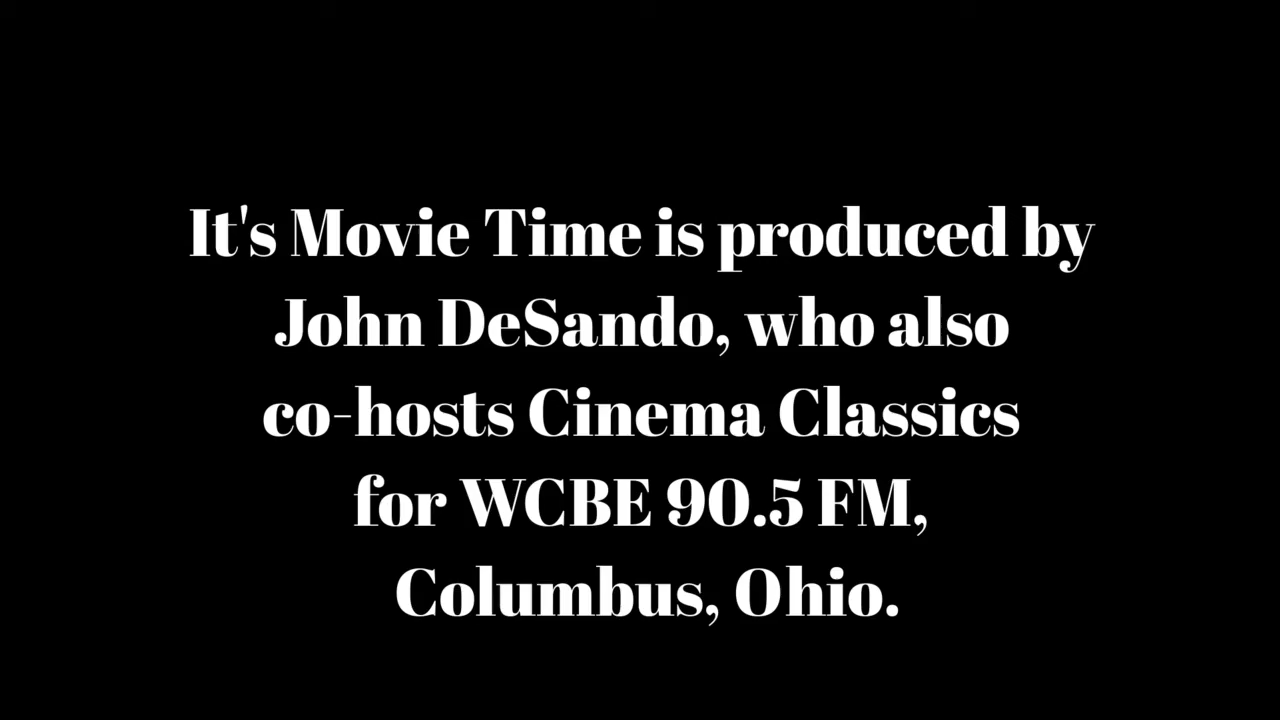 It's Movie Time is produced by
John DeSando, who also
co-hosts Cinema Classics
for WCBE 90.5 FM,
Columbus, Ohio.